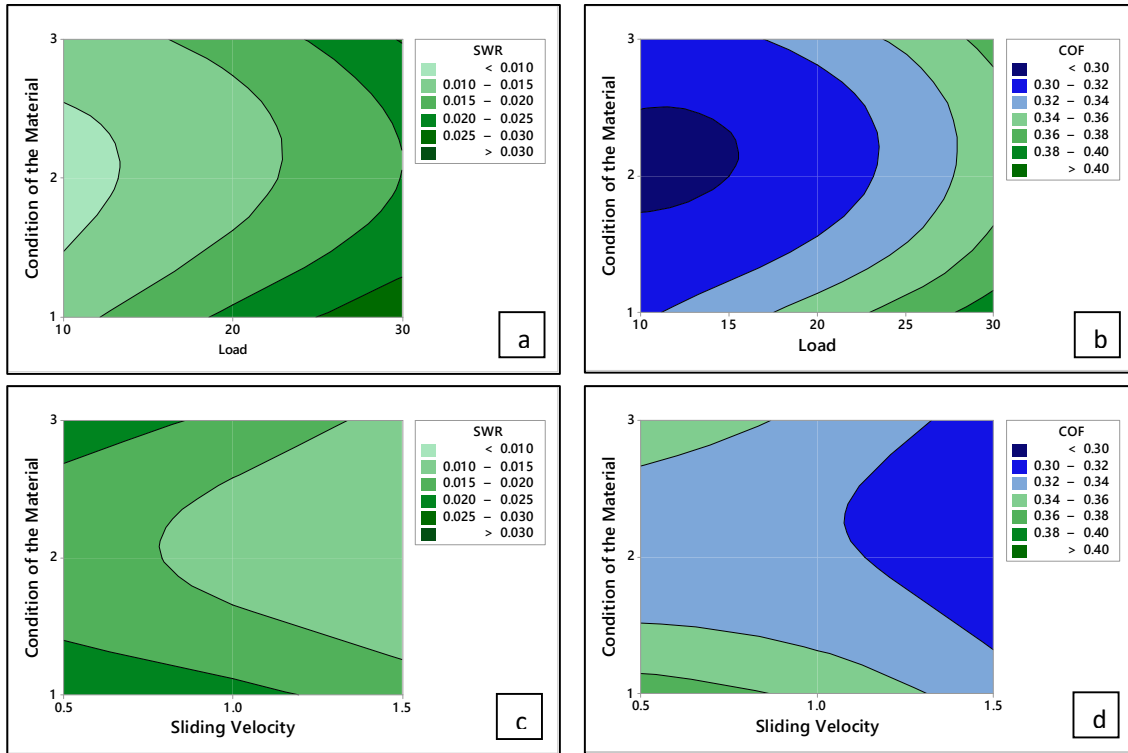 SWR
< 0.010
0.010 – 0.015
0.015 – 0.020
0.020 – 0.025
0.025 – 0.030
> 0.030
Condition of the Material
3
2
1
10
20
30
Load
a
COF
< 0.30
0.30 – 0.32
0.32 – 0.34
0.34 – 0.36
0.36 – 0.38
0.38 – 0.40
> 0.40
Condition of the Material
3
2
1
10
15
20
25
30
Load
b
SWR
< 0.010
0.010 – 0.015
0.015 – 0.020
0.020 – 0.025
0.025 – 0.030
> 0.030
Condition of the Material
3
2
1
0.5
1.0
1.5
Sliding Velocity
c
COF
< 0.30
0.30 – 0.32
0.32 – 0.34
0.34 – 0.36
0.36 – 0.38
0.38 – 0.40
> 0.40
Condition of the Material
3
2
1
0.5
1.0
1.5
Sliding Velocity
d